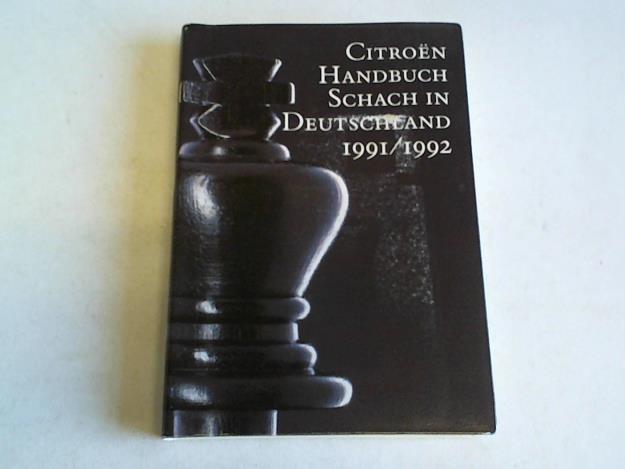 Citroën
Handbuch
Schach in
Deutschland
1991/1992